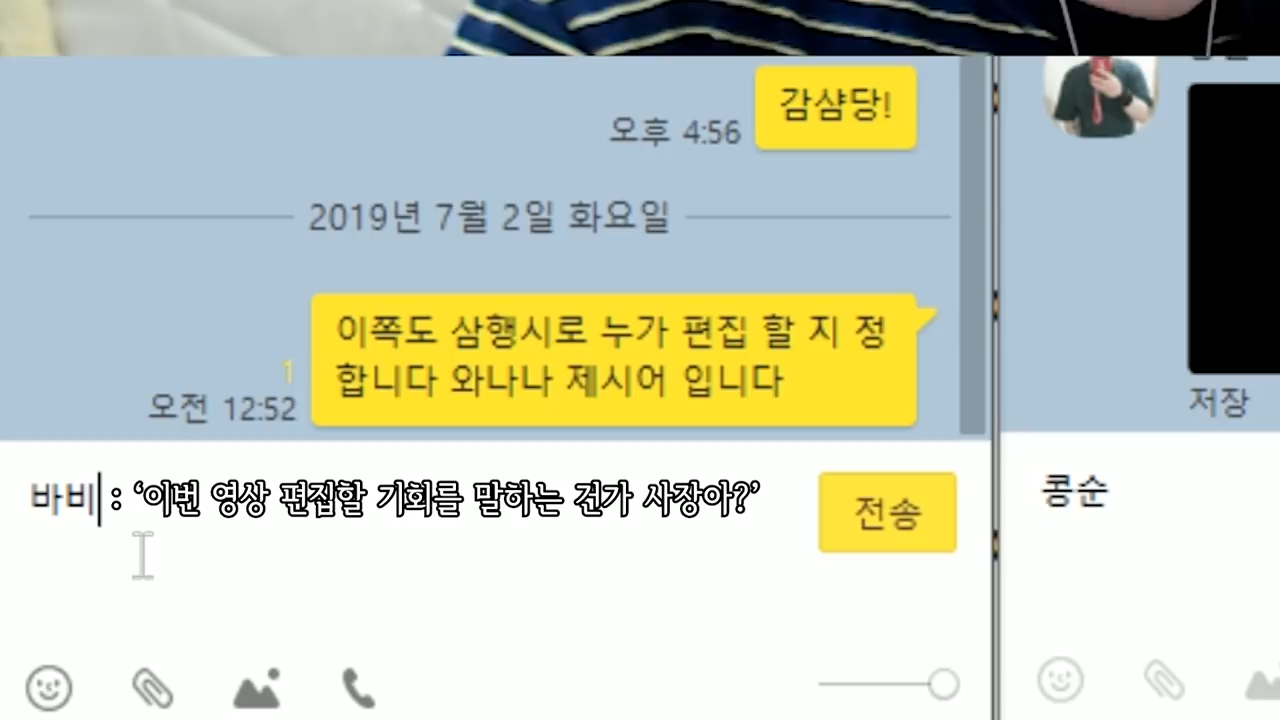 감샴당!
오후 4:56
2019년 7월 2일 화요일
이쪽도 삼행시로 누가 편집 할 지 정
합니다 와나나 제시어 입니다
1
오전 12:52
바비 : ‘이번 영상 편집할 기회를 말하는 건가 사장아?’
전송
저장
콩순